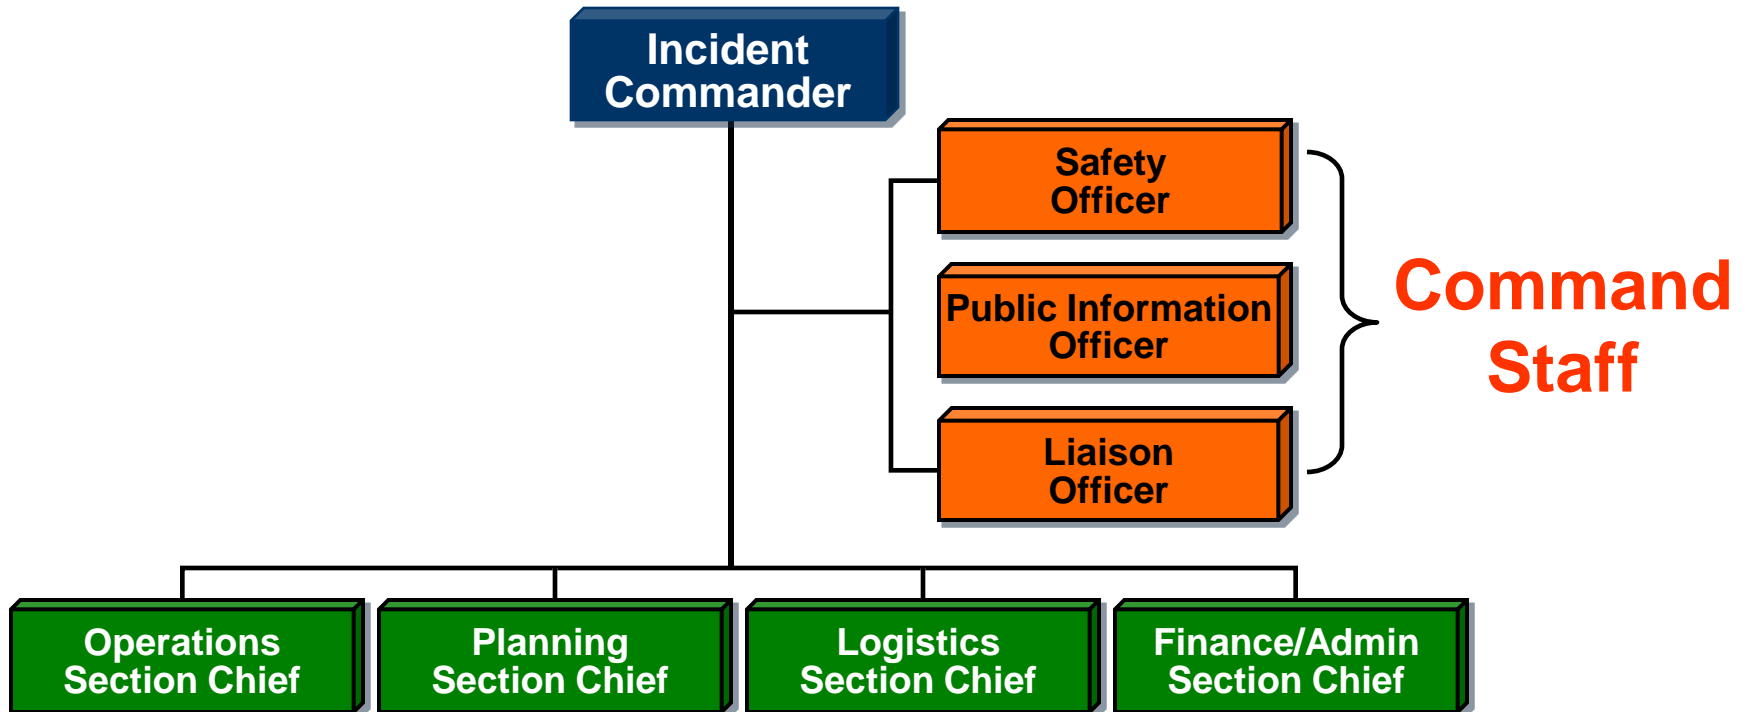 Incident
Commander
Safety
Officer
Public Information
Officer
Command
Staff
Liaison
Officer
Operations
Section Chief
Planning
Section Chief
Logistics
Section Chief
Finance/Admin
Section Chief